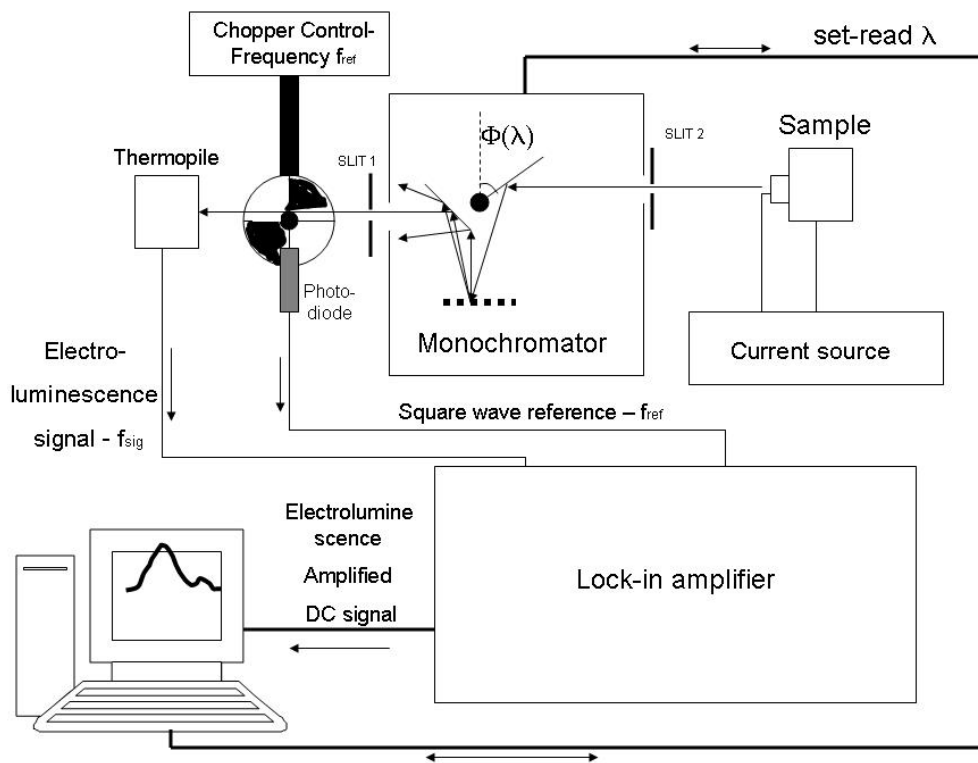 Chopper Control-
Frequency fref
set-read λ
Thermopile
SLIT 1
Φ(λ)
SLIT 2
Sample
Photo-
diode
Monochromator
Current source
Electro-
luminescence
signal - fsig
Square wave reference – fref
Electrolumine
scence
Amplified
DC signal
Lock-in amplifier